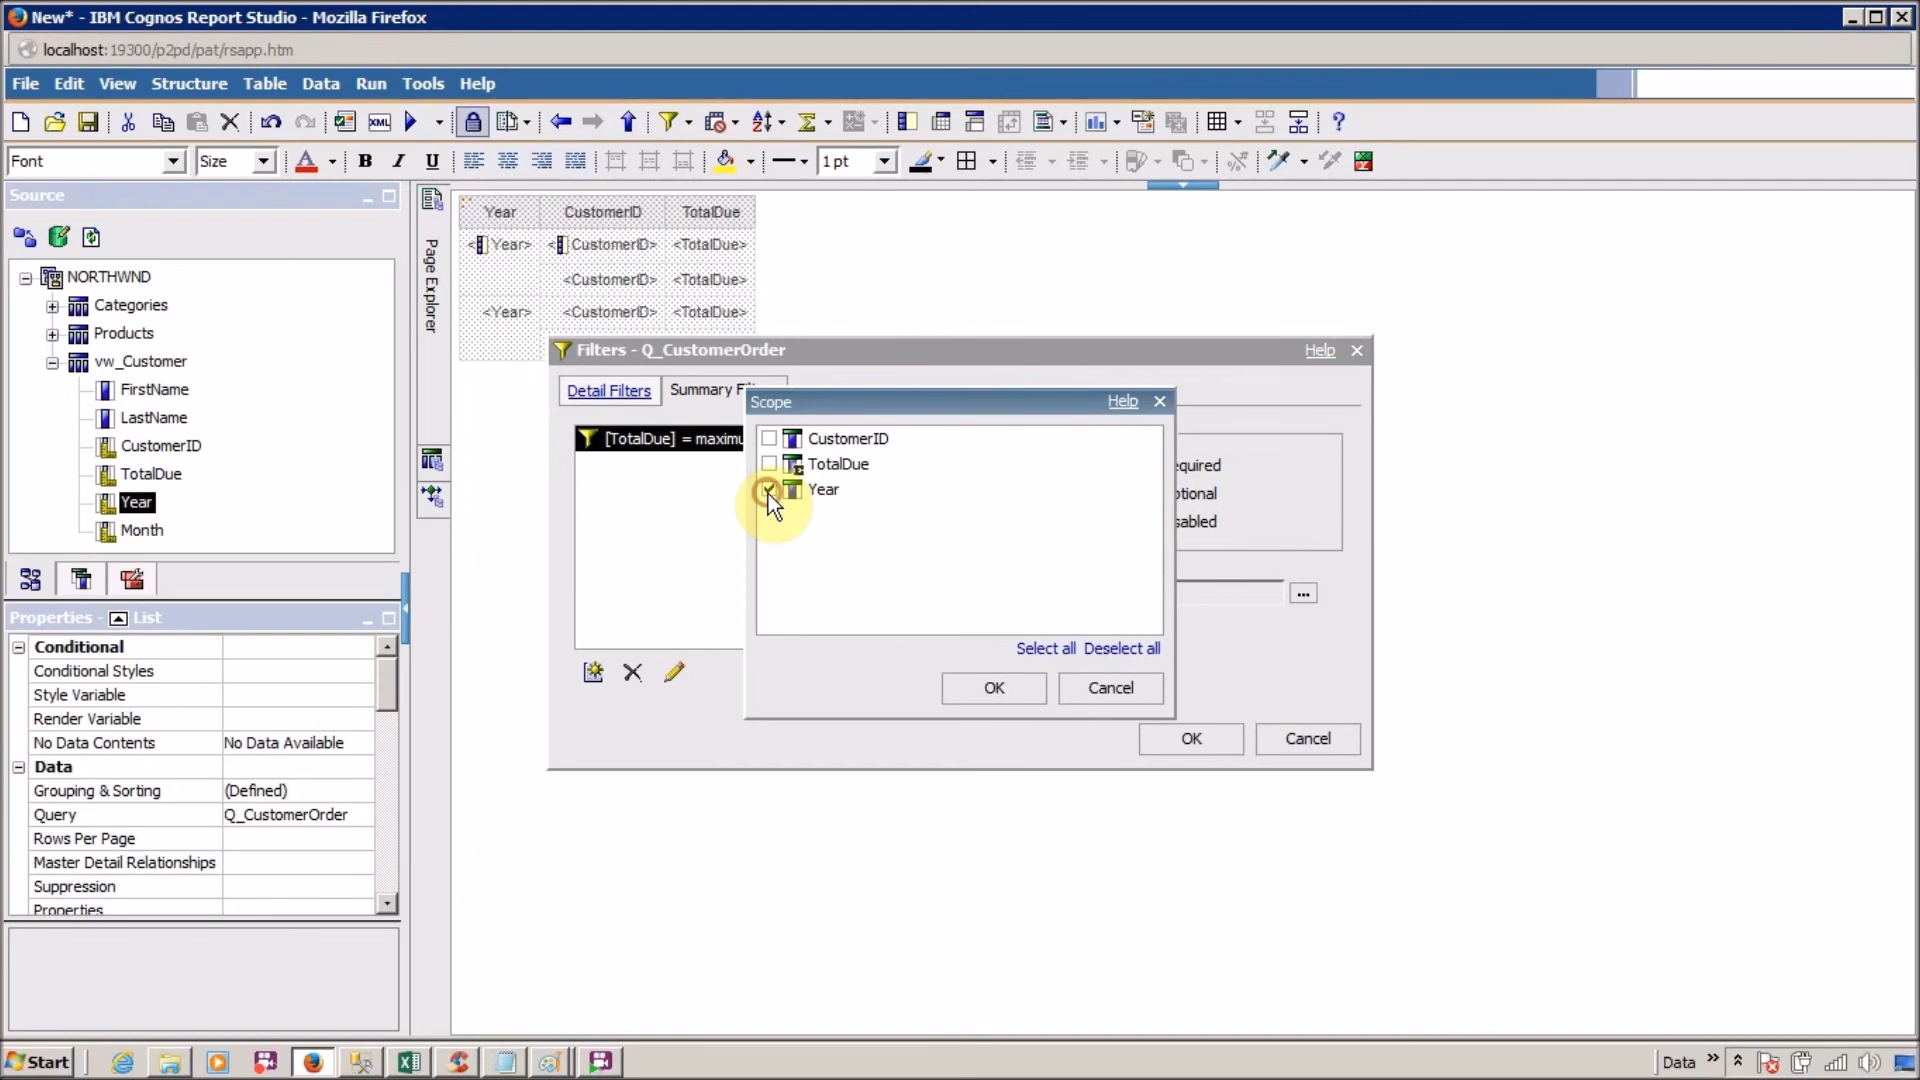 New* - IBM Cognos Report Studio - Mozilla Firefox
localhost:19300/p2pd/pat/rsapp.htm
File Edit View Structure Table Data Run Tools Help
XML
Font Size A B I U 1 pt
Source
NORTHWND
Categories
Products
vw_Customer
FirstName
LastName
CustomerID
TotalDue
Year
Month
Page Explorer
Year CustomerID TotalDue
<Year> <CustomerID> <TotalDue>
<CustomerID> <TotalDue>
<Year> <CustomerID> <TotalDue>
Filters - Q_CustomerOrder Help
Detail Filters Summary Fil
[TotalDue] = maximu
equired
ptional
sabled
...
OK Cancel
Scope Help
CustomerID
TotalDue
Year
Select all Deselect all
OK Cancel
Properties - List
Conditional
Conditional Styles
Style Variable
Render Variable
No Data Contents No Data Available
Data
Grouping & Sorting (Defined)
Query Q_CustomerOrder
Rows Per Page
Master Detail Relationships
Suppression
Properties
Start Data »